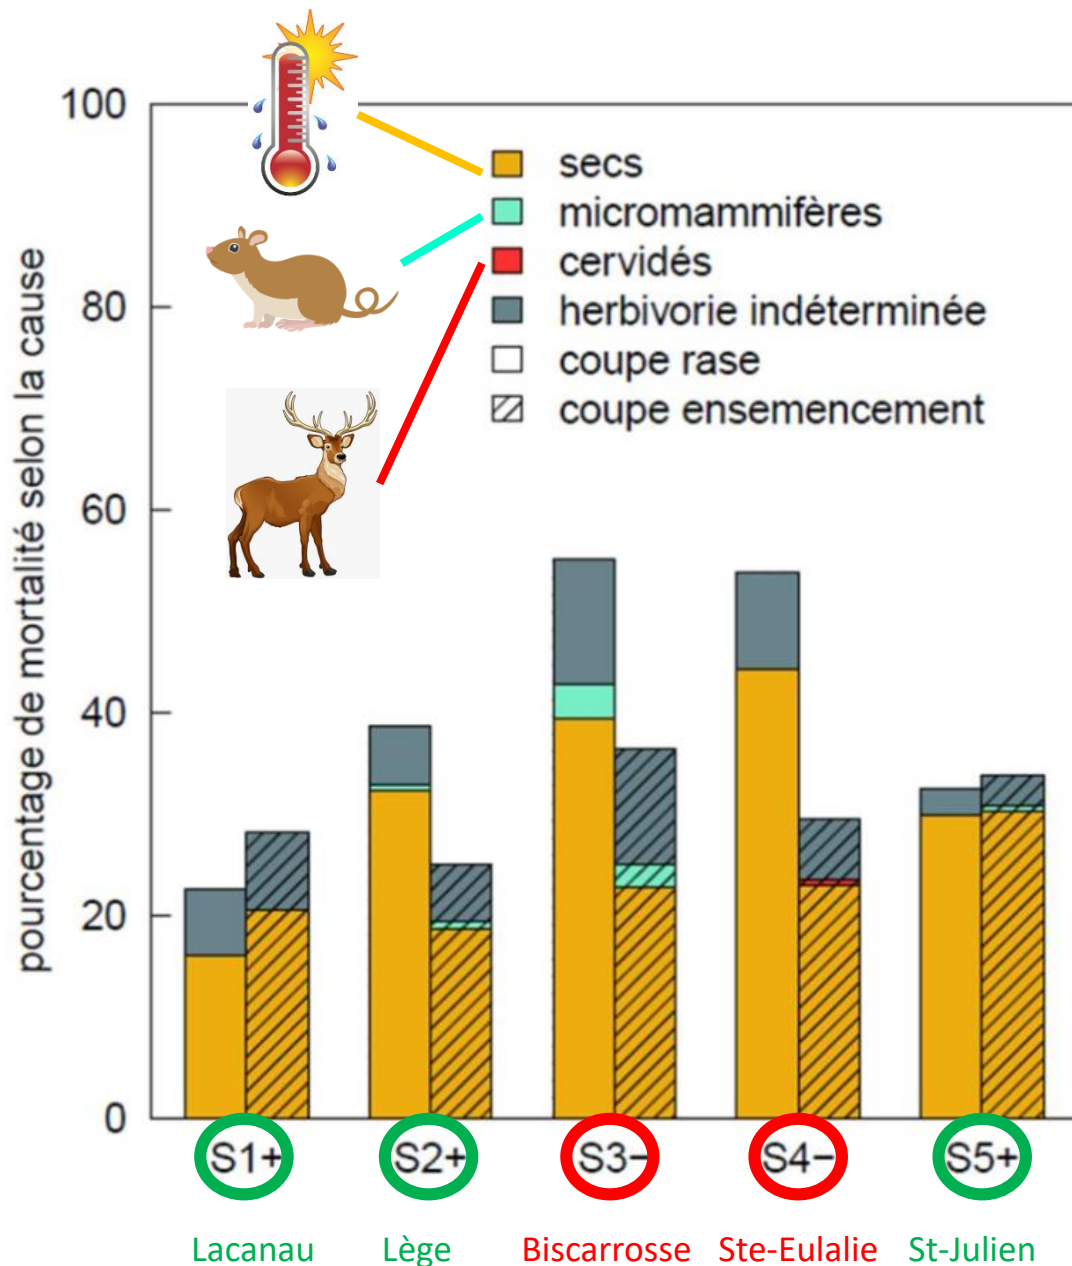 pourcentage de mortalité selon la cause
100
80
60
40
20
0
secs
micromammifères
cervidés
herbivorie indéterminée
coupe rase
coupe ensemencement
S1+ S2+ S3− S4− S5+
Lacanau Lège Biscarrosse Ste-Eulalie St-Julien